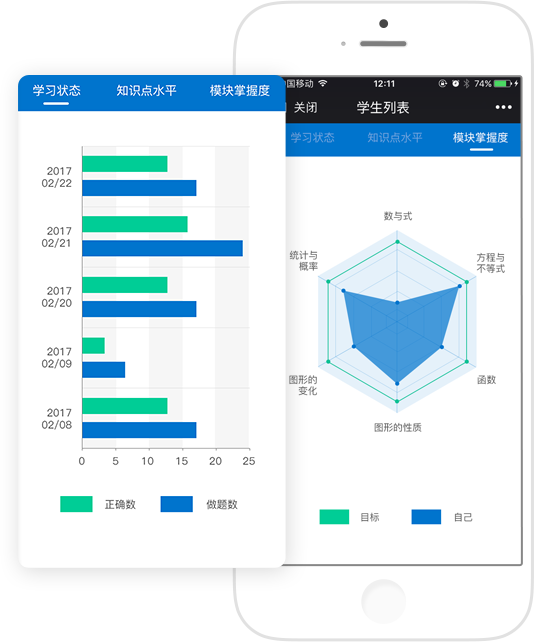 学习状态 知识点水平 模块掌握度
2017
02/22
2017
02/21
2017
02/20
2017
02/09
2017
02/08
0 5 10 15 20 25
正确数 做题数
国移动 12:11 74%
关闭 学生列表
学习状态 知识点水平 模块掌握度
数与式
方程与
不等式
函数
图形的性质
图形的
变化
统计与
概率
目标 自己